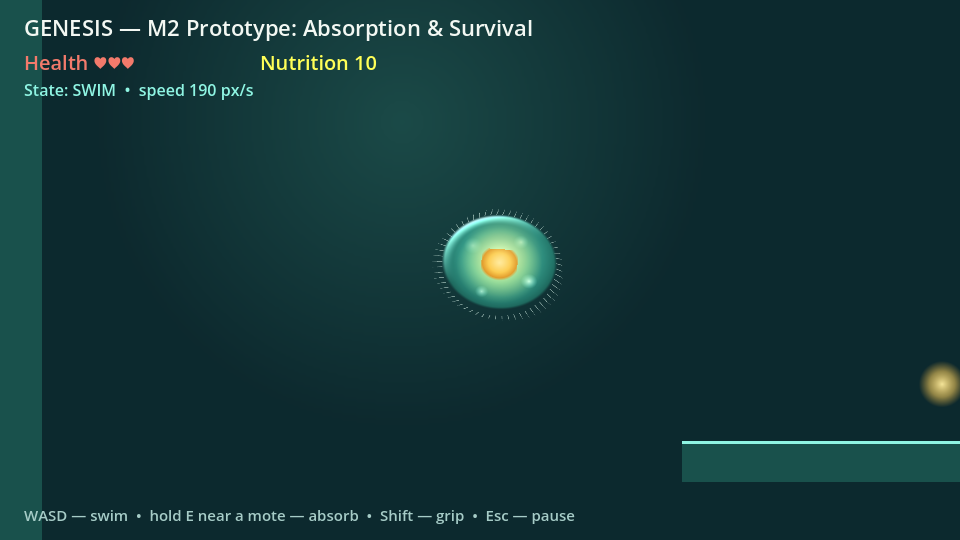 GENESIS — M2 Prototype: Absorption & Survival
Health ♥♥♥ Nutrition 10
State: SWIM • speed 190 px/s
WASD — swim • hold E near a mote — absorb • Shift — grip • Esc — pause